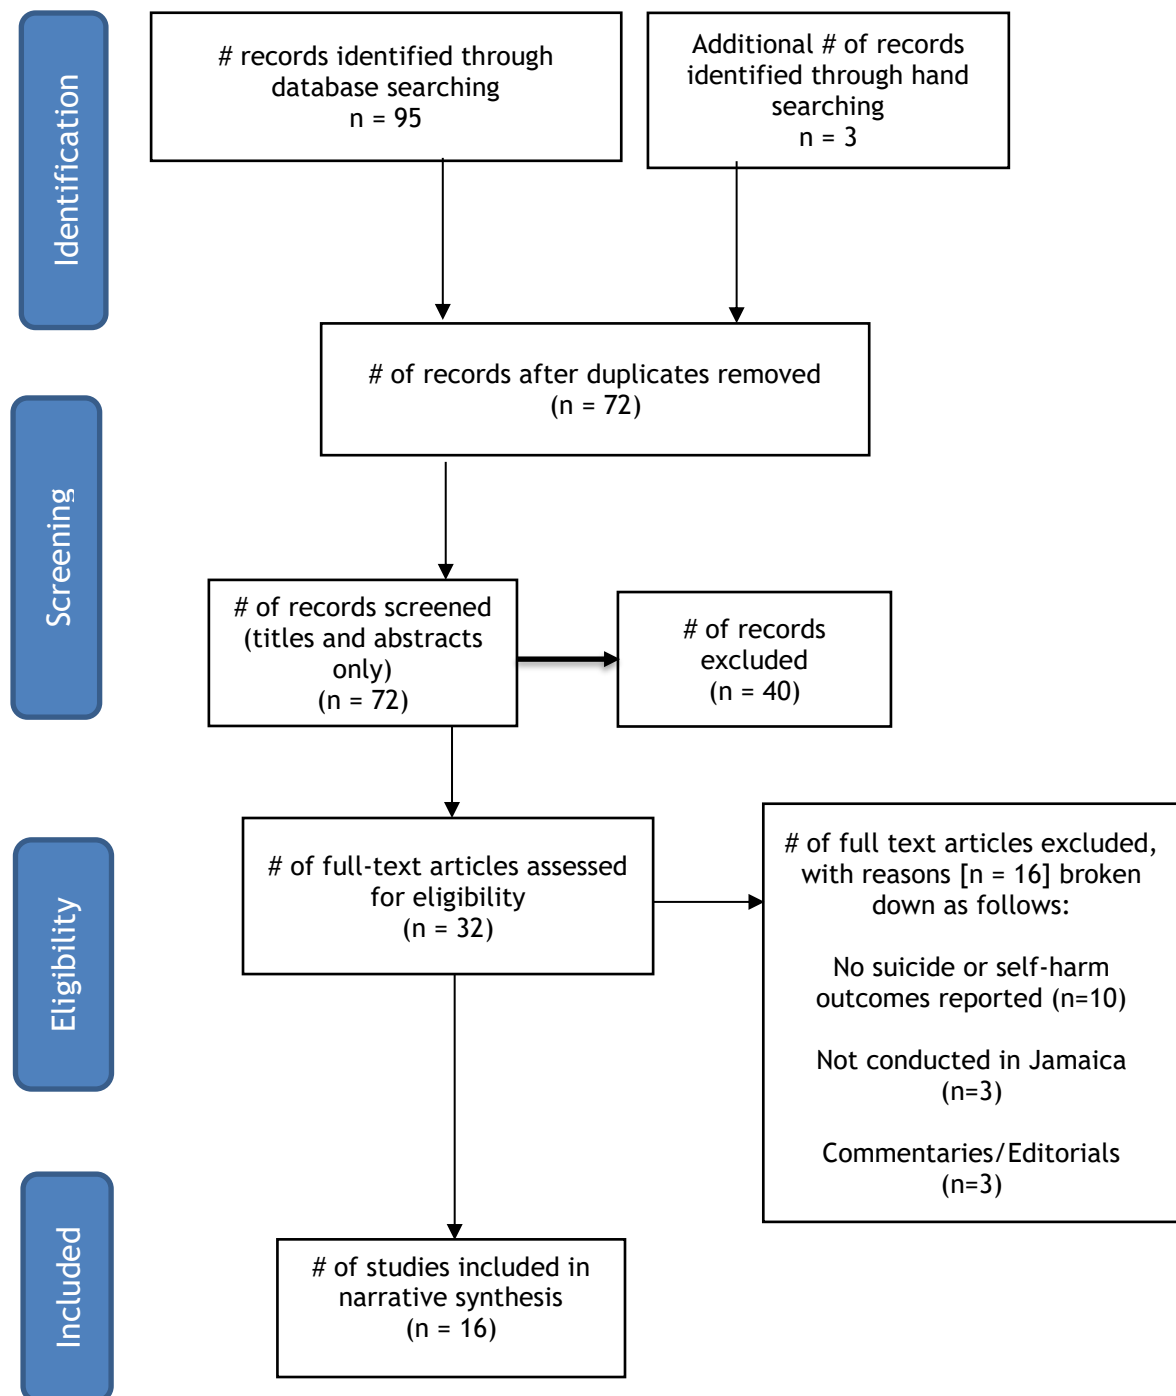 Identification
# records identified through
database searching
n = 95
Additional # of records
identified through hand
searching
n = 3
# of records after duplicates removed
(n = 72)
Screening
# of records screened
(titles and abstracts
only)
(n = 72)
# of records
excluded
(n = 40)
Eligibility
# of full-text articles assessed
for eligibility
(n = 32)
# of full text articles excluded,
with reasons [n = 16] broken
down as follows:
No suicide or self-harm
outcomes reported (n=10)
Not conducted in Jamaica
(n=3)
Commentaries/Editorials
(n=3)
Included
# of studies included in
narrative synthesis
(n = 16)